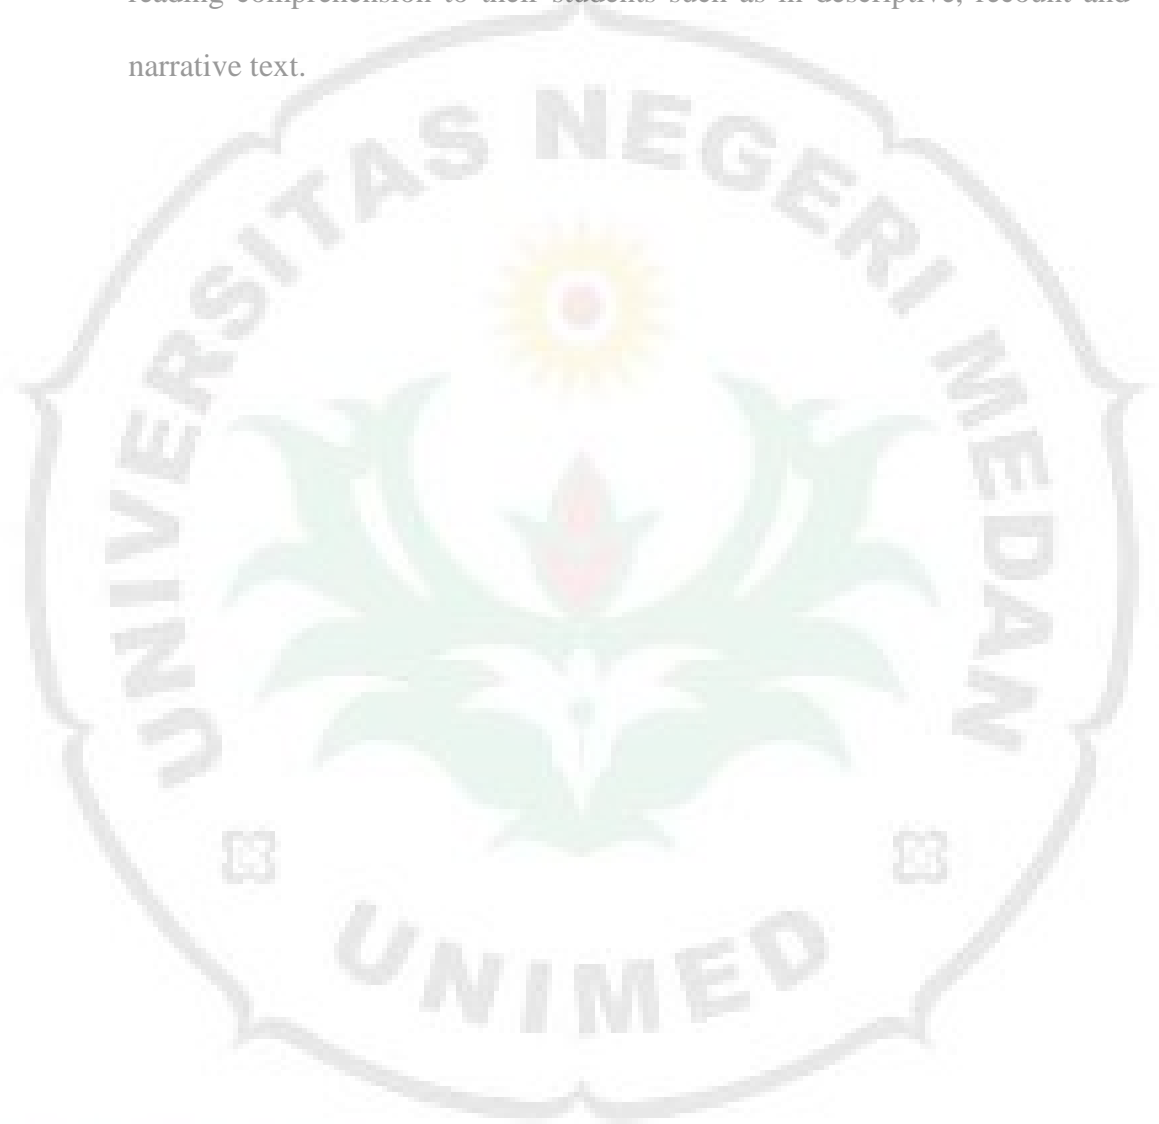 reading comprehension to their students such as in descriptive, recount and
narrative text.
UNIVERSITAS NEGERI MEDAN
UNIMED